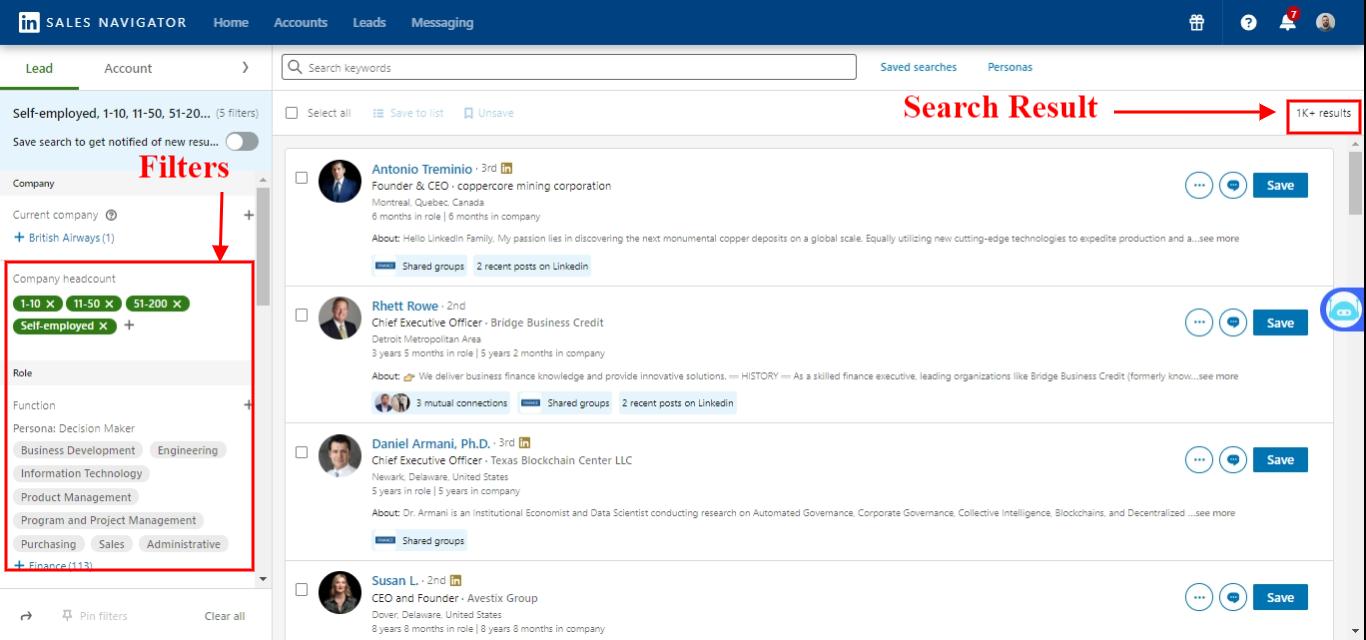 in SALES NAVIGATOR Home Accounts Leads Messaging 7
Lead Account
Search keywords Saved searches Personas
Self-employed, 1-10, 11-50, 51-20... (5 filters)
Save search to get notified of new resu...
Select all Save to list Unsave
Search Result
1K+ results
Filters
Company
Current company
+ British Airways (1)
Company headcount
1-10 × 11-50 × 51-200 ×
Self-employed × +
Role
Function +
Persona: Decision Maker
Business Development Engineering
Information Technology
Product Management
Program and Project Management
Purchasing Sales Administrative
+ Finance (113)
Pin filters Clear all
Antonio Treminio · 3rd in
Founder & CEO · coppercore mining corporation
Montreal, Quebec, Canada
6 months in role | 6 months in company
About: Hello LinkedIn Family, My passion lies in discovering the next monumental copper deposits on a global scale. Equally utilizing new cutting-edge technologies to expedite production and a...see more
Shared groups 2 recent posts on Linkedin
Save
Rhett Rowe · 2nd
Chief Executive Officer · Bridge Business Credit
Detroit Metropolitan Area
3 years 5 months in role | 5 years 2 months in company
About: 👉 We deliver business finance knowledge and provide innovative solutions. — HISTORY — As a skilled finance executive, leading organizations like Bridge Business Credit (formerly know...see more
3 mutual connections Shared groups 2 recent posts on Linkedin
Save
Daniel Armani, Ph.D. · 3rd in
Chief Executive Officer · Texas Blockchain Center LLC
Newark, Delaware, United States
5 years in role | 5 years in company
About: Dr. Armani is an Institutional Economist and Data Scientist conducting research on Automated Governance, Corporate Governance, Collective Intelligence, Blockchains, and Decentralized ...see more
Shared groups
Save
Susan L. · 2nd in
CEO and Founder · Avestix Group
Dover, Delaware, United States
8 years 8 months in role | 8 years 8 months in company
Save